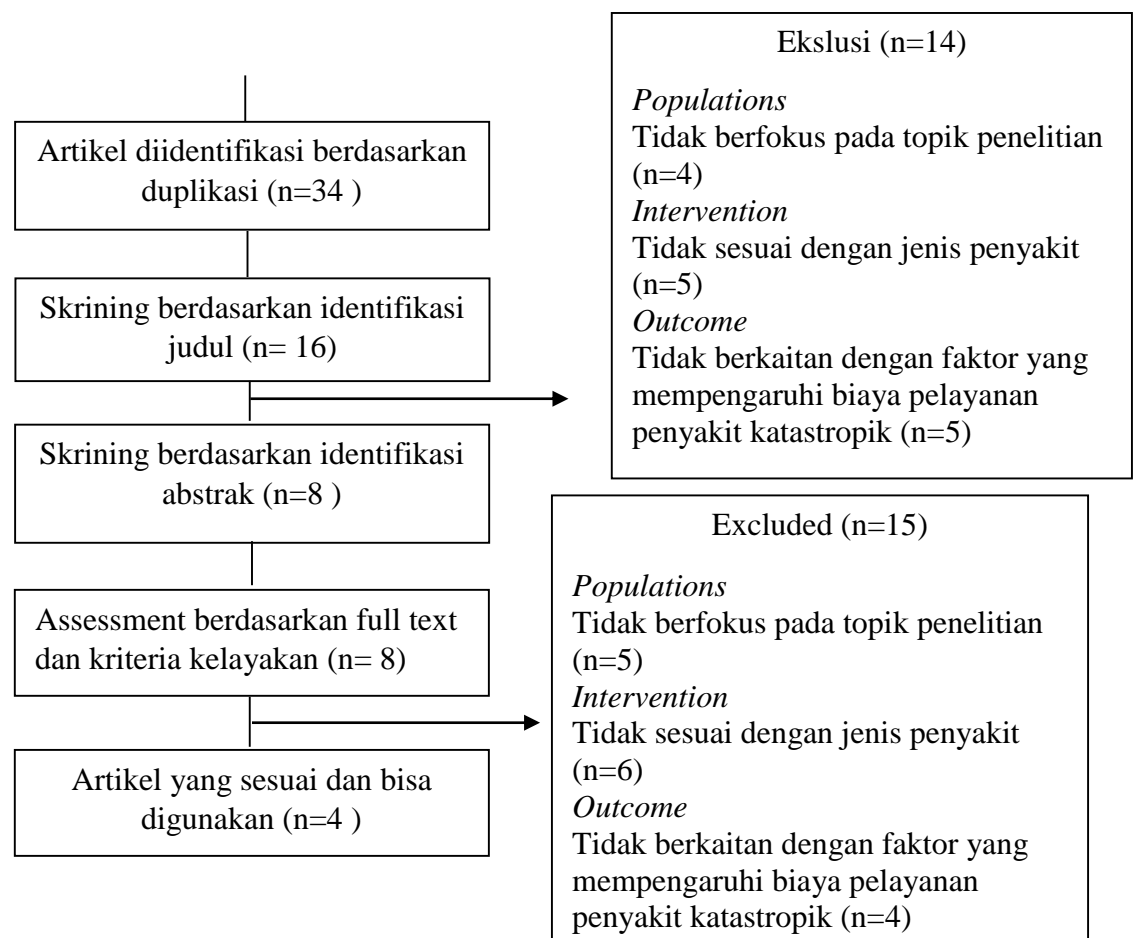 Artikel diidentifikasi berdasarkan
duplikasi (n=34 )
Skrining berdasarkan identifikasi
judul (n= 16)
Ekslusi (n=14)
Populations
Tidak berfokus pada topik penelitian
(n=4)
Intervention
Tidak sesuai dengan jenis penyakit
(n=5)
Outcome
Tidak berkaitan dengan faktor yang
mempengaruhi biaya pelayanan
penyakit katastropik (n=5)
Skrining berdasarkan identifikasi
abstrak (n=8 )
Assessment berdasarkan full text
dan kriteria kelayakan (n= 8)
Excluded (n=15)
Populations
Tidak berfokus pada topik penelitian
(n=5)
Intervention
Tidak sesuai dengan jenis penyakit
(n=6)
Outcome
Tidak berkaitan dengan faktor yang
mempengaruhi biaya pelayanan
penyakit katastropik (n=4)
Artikel yang sesuai dan bisa
digunakan (n=4 )